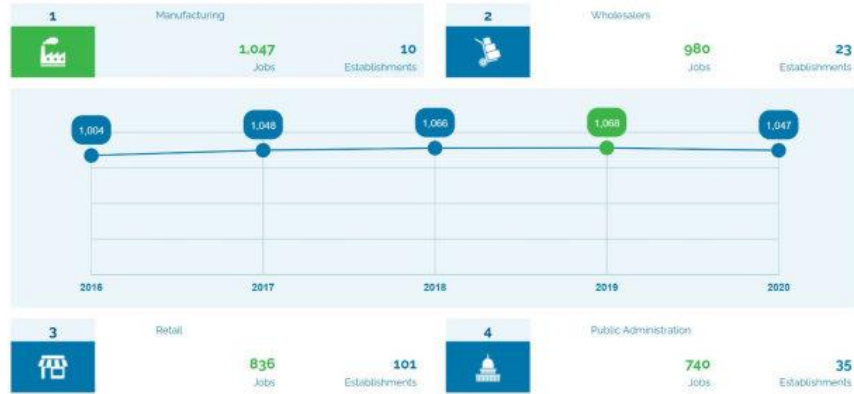 1 Manufacturing
1,047 10
Jobs Establishments
2 Wholesalers
980 23
Jobs Establishments
1,004 1,048 1,066 1,068 1,047
2016 2017 2018 2019 2020
3 Retail
836 101
Jobs Establishments
4 Public Administration
740 35
Jobs Establishments